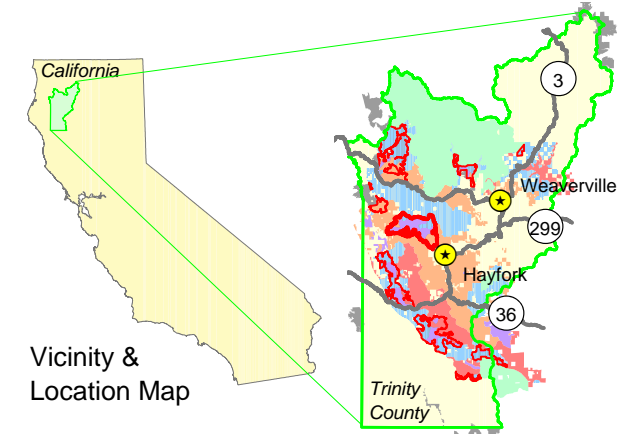 California
3
Weaverville
299
Hayfork
36
Vicinity &
Location Map
Trinity
County